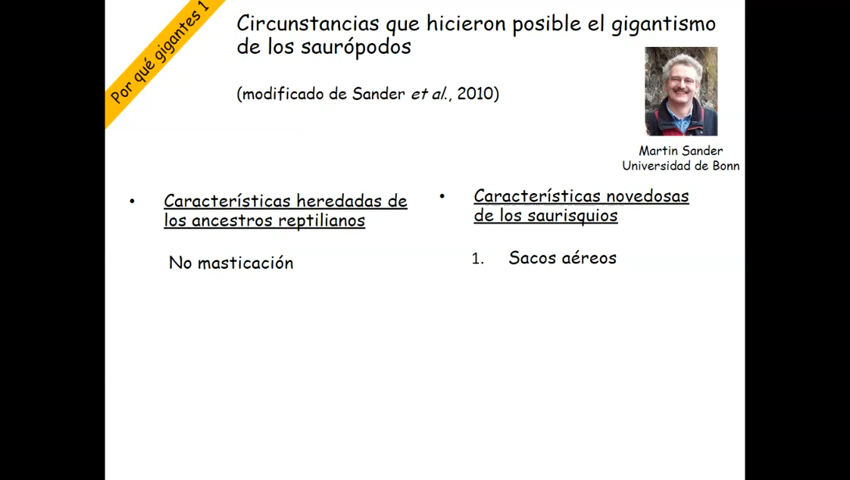 Por qué gigantes 1
Circunstancias que hicieron posible el gigantismo
de los saurópodos
(modificado de Sander et al., 2010)
Martin Sander
Universidad de Bonn
• Características heredadas de
los ancestros reptilianos
No masticación
• Características novedosas
de los saurisquios
1. Sacos aéreos